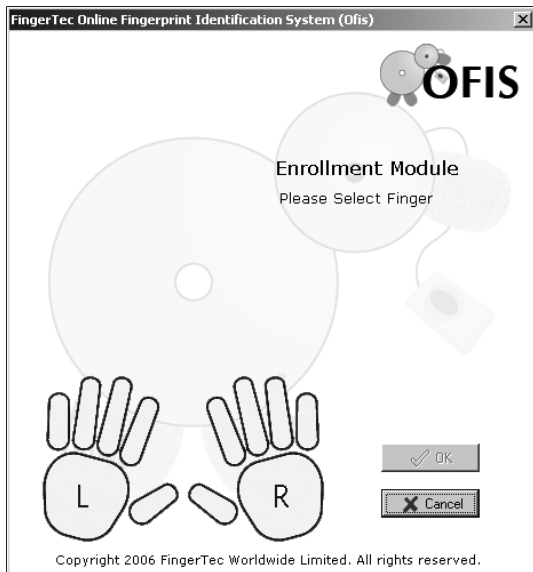 FingerTec Online Fingerprint Identification System (Ofis)
OFIS
Enrollment Module
Please Select Finger
L
R
OK
Cancel
Copyright 2006 FingerTec Worldwide Limited. All rights reserved.